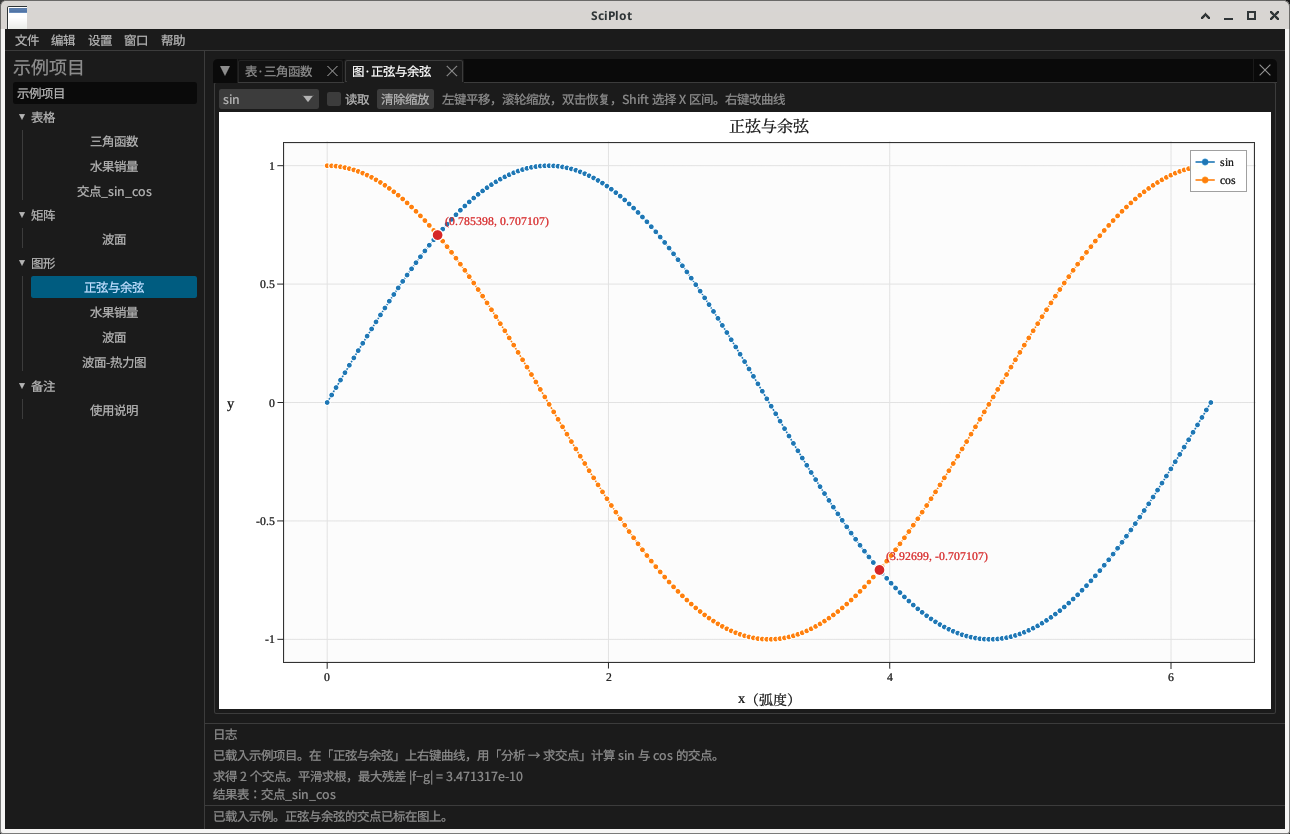 SciPlot
文件 编辑 设置 窗口 帮助
示例项目
示例项目
▼ 表格
三角函数
水果销量
交点_sin_cos
▼ 矩阵
波面
▼ 图形
正弦与余弦
水果销量
波面
波面-热力图
▼ 备注
使用说明
▼ 表·三角函数 图·正弦与余弦
sin 读取 清除缩放 左键平移，滚轮缩放，双击恢复，Shift 选择 X 区间。右键改曲线
正弦与余弦
sin
cos
1
0.5
0
-0.5
-1
y
(0.785398, 0.707107)
(3.92699, -0.707107)
0 2 4 6
x（弧度）
日志
已载入示例项目。在「正弦与余弦」上右键曲线，用「分析 → 求交点」计算 sin 与 cos 的交点。
求得 2 个交点。平滑求根，最大残差 |f−g| = 3.471317e-10
结果表：交点_sin_cos
已载入示例。正弦与余弦的交点已标在图上。